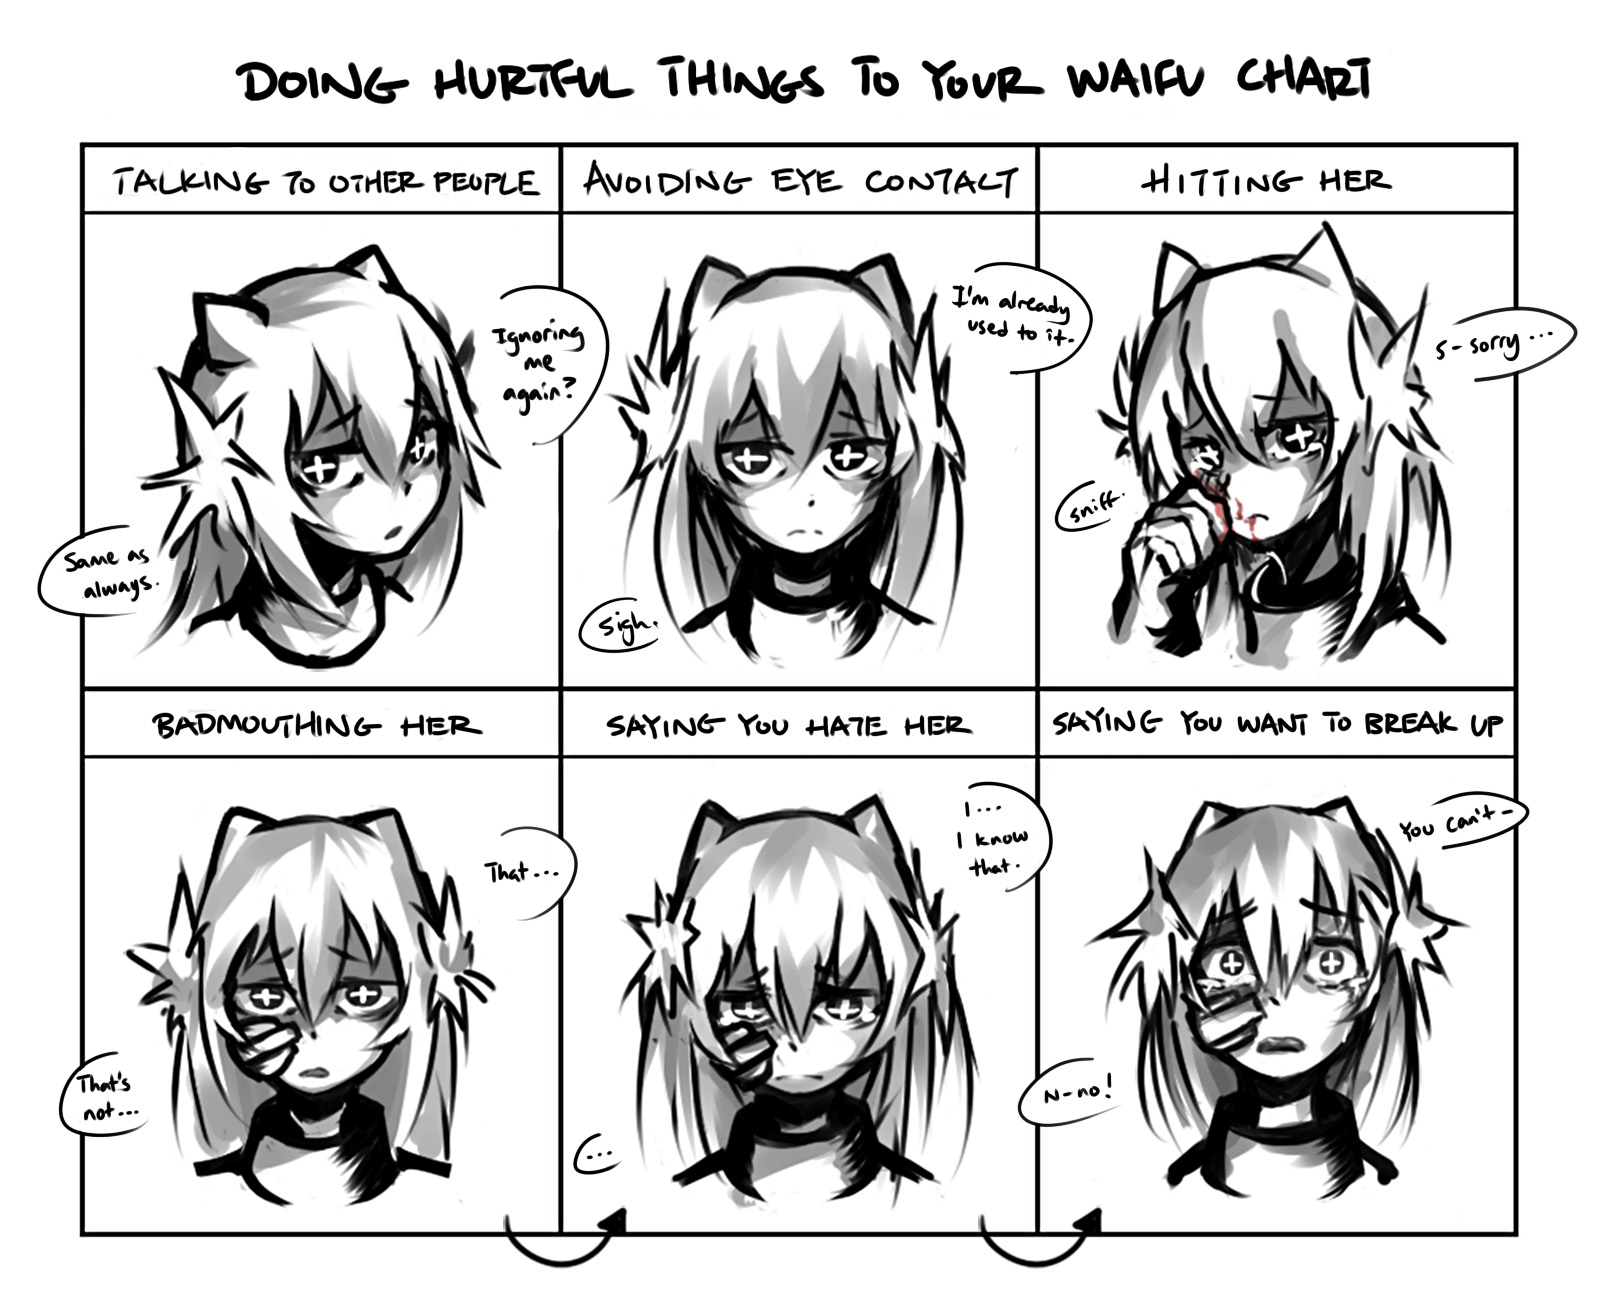 DOING HURTFUL THINGS TO YOUR WAIFU CHART
TALKING TO OTHER PEOPLE
Ignoring
me
again?
Same as
always.
AVOIDING EYE CONTACT
I'm already
used to it.
sigh.
HITTING HER
s-sorry...
sniff.
BADMOUTHING HER
That...
That's
not...
SAYING YOU HATE HER
I...
I know
that.
...
SAYING YOU WANT TO BREAK UP
You can't-
N-no!